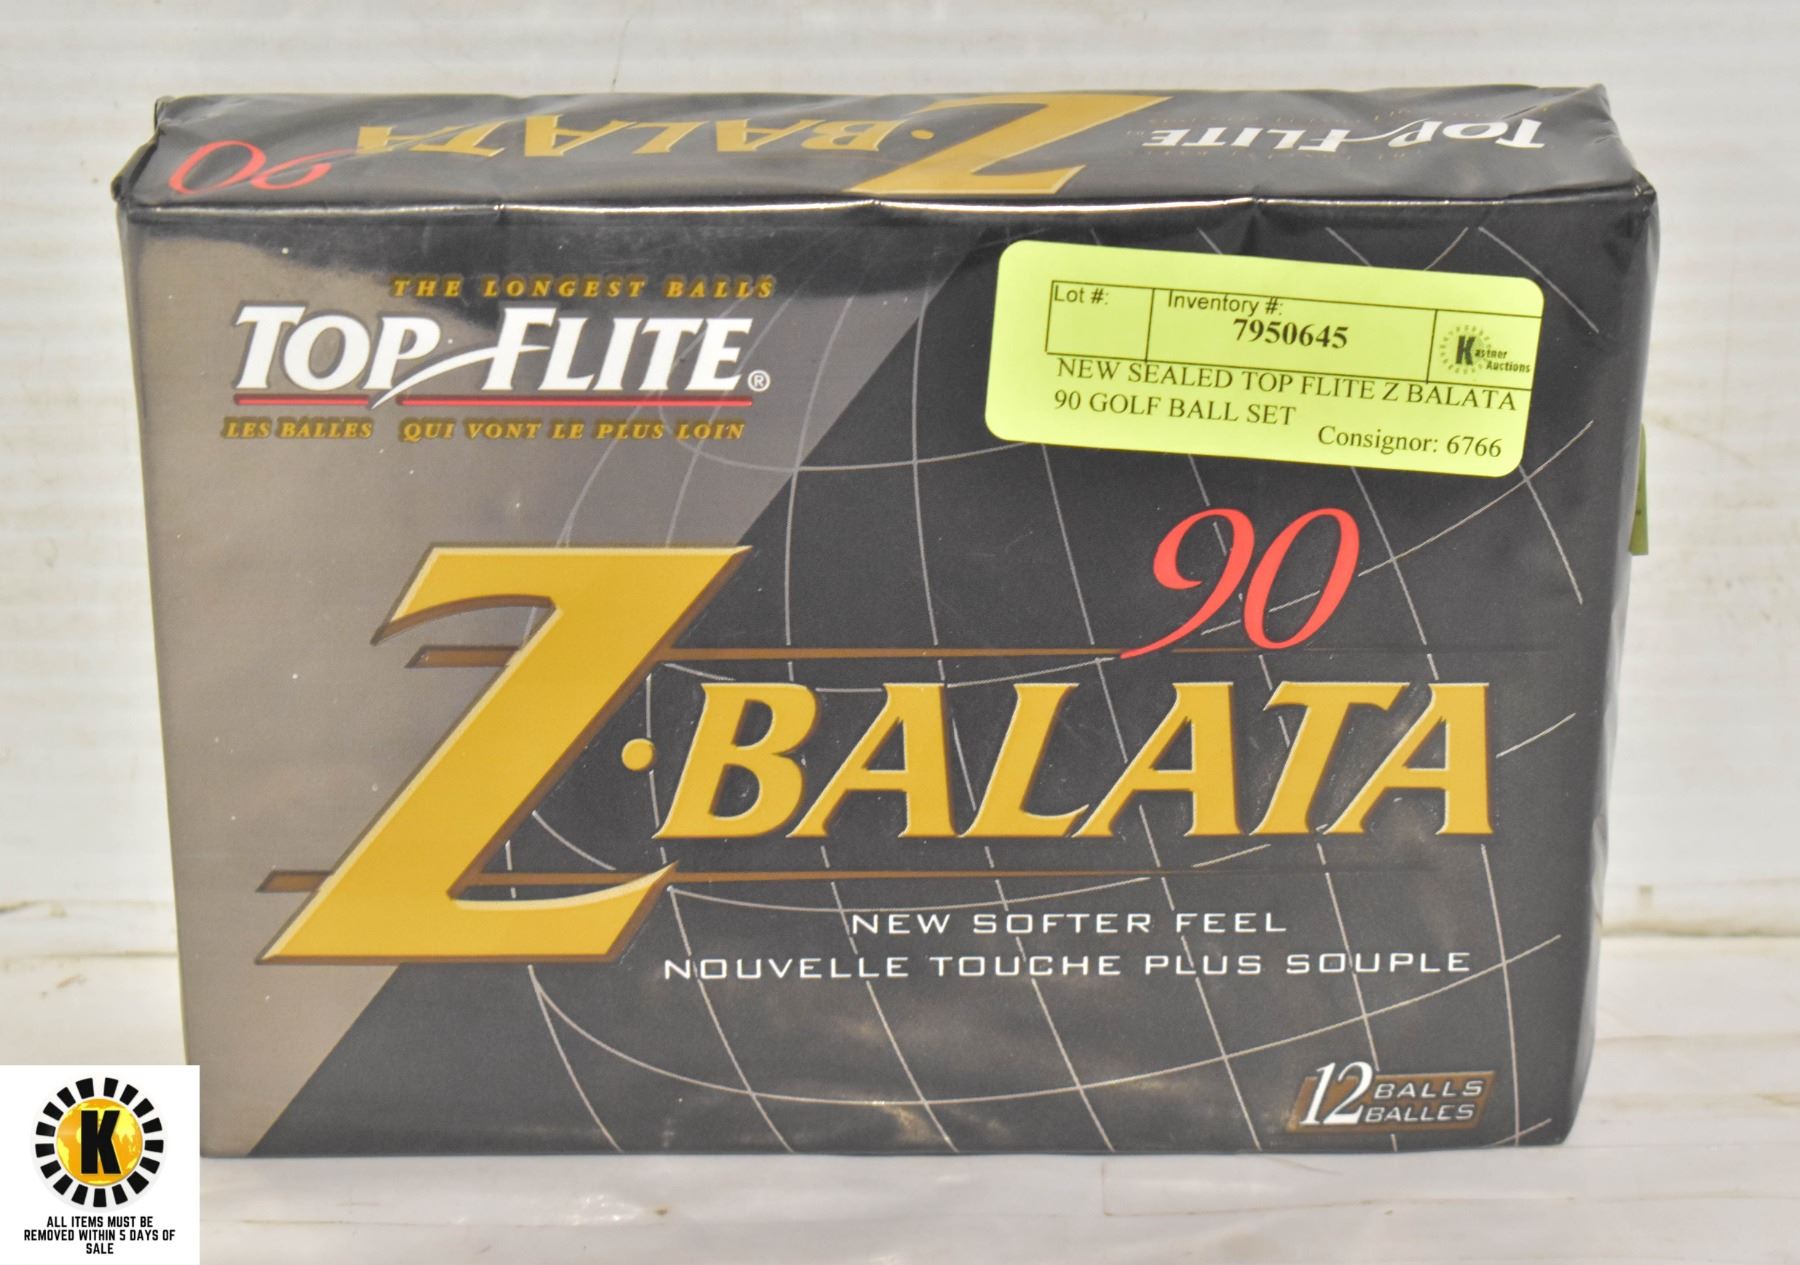 90 Z·BALATA TOP FLITE
THE LONGEST BALLS
TOP FLITE®
LES BALLES QUI VONT LE PLUS LOIN
Lot #: Inventory #:
7950645
Kastner
Auctions
NEW SEALED TOP FLITE Z BALATA
90 GOLF BALL SET
Consignor: 6766
90
Z·BALATA
NEW SOFTER FEEL
NOUVELLE TOUCHE PLUS SOUPLE
12 BALLS
BALLES
K
ALL ITEMS MUST BE
REMOVED WITHIN 5 DAYS OF
SALE